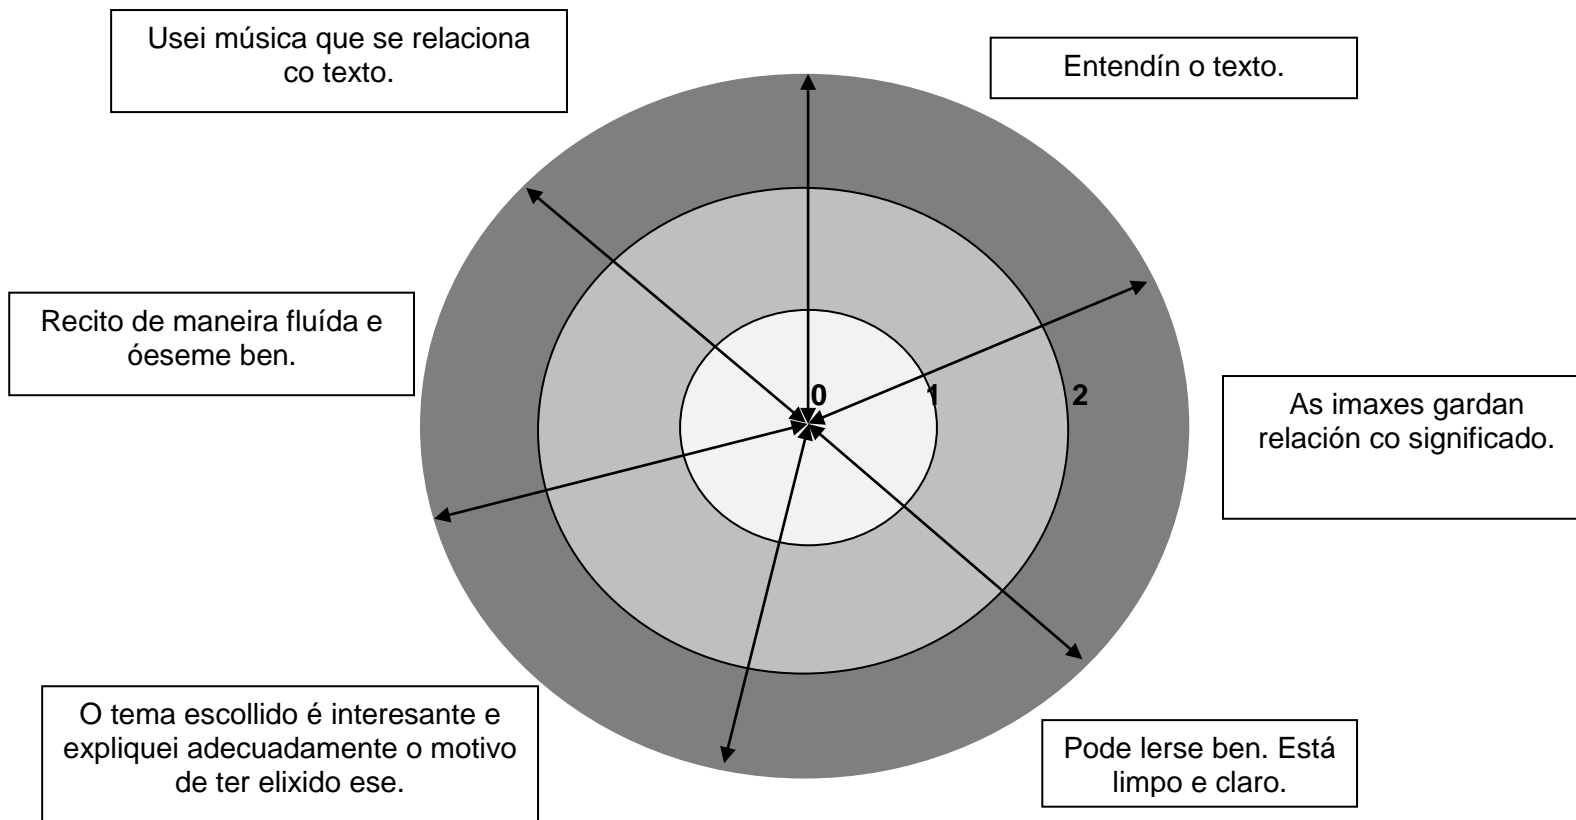 Usei música que se relaciona
co texto.
Entendín o texto.
Recito de maneira fluída e
óeseme ben.
0
1
2
As imaxes gardan
relación co significado.
O tema escollido é interesante e
expliquei adecuadamente o motivo
de ter elixido ese.
Pode lerse ben. Está
limpo e claro.